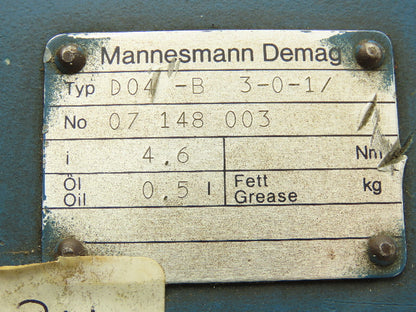 Mannesmann Demag
Typ D04 -B 3-0-1/
No 07 148 003
i 4,6 Nm
Öl
Oil 0,5 l Fett
Grease kg